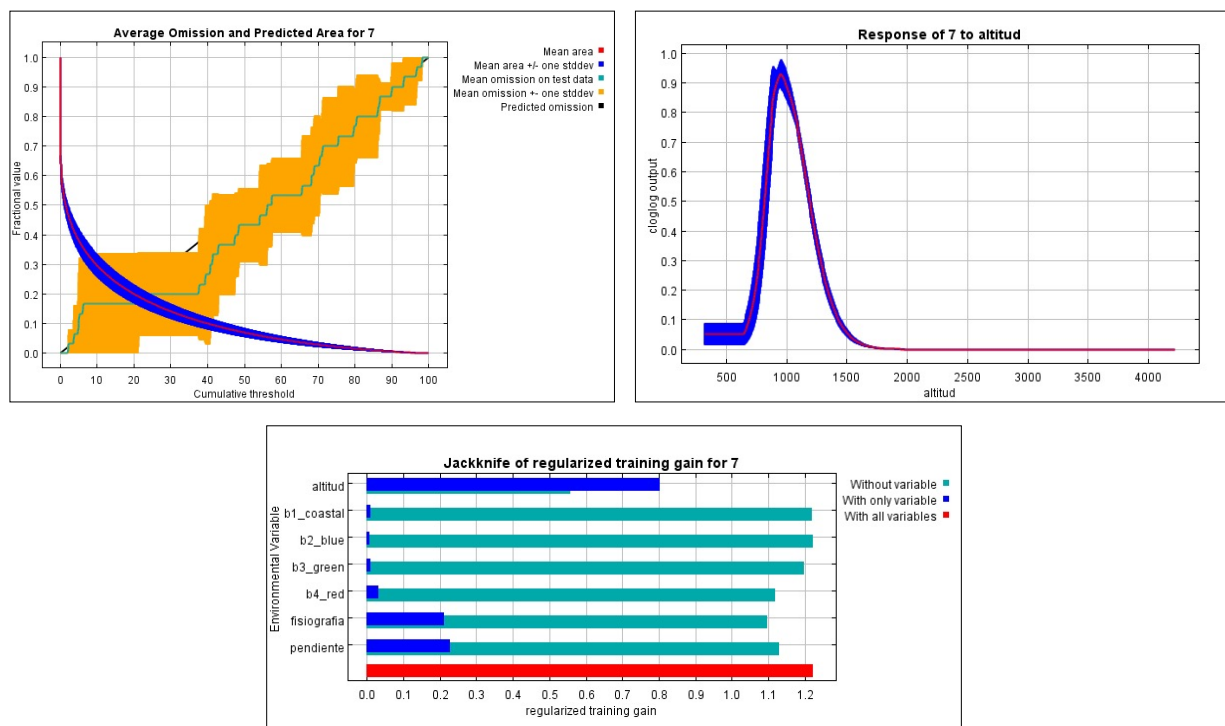 Average Omission and Predicted Area for 7
Fractional value
1.0
0.9
0.8
0.7
0.6
0.5
0.4
0.3
0.2
0.1
0.0
0 10 20 30 40 50 60 70 80 90 100
Cumulative threshold
Mean area
Mean area +/- one stddev
Mean omission on test data
Mean omission +- one stddev
Predicted omission
Response of 7 to altitud
cloglog output
1.0
0.9
0.8
0.7
0.6
0.5
0.4
0.3
0.2
0.1
0.0
500 1000 1500 2000 2500 3000 3500 4000
altitud
Jackknife of regularized training gain for 7
Environmental Variable
altitud
b1_coastal
b2_blue
b3_green
b4_red
fisiografia
pendiente
0.0 0.1 0.2 0.3 0.4 0.5 0.6 0.7 0.8 0.9 1.0 1.1 1.2
regularized training gain
Without variable
With only variable
With all variables